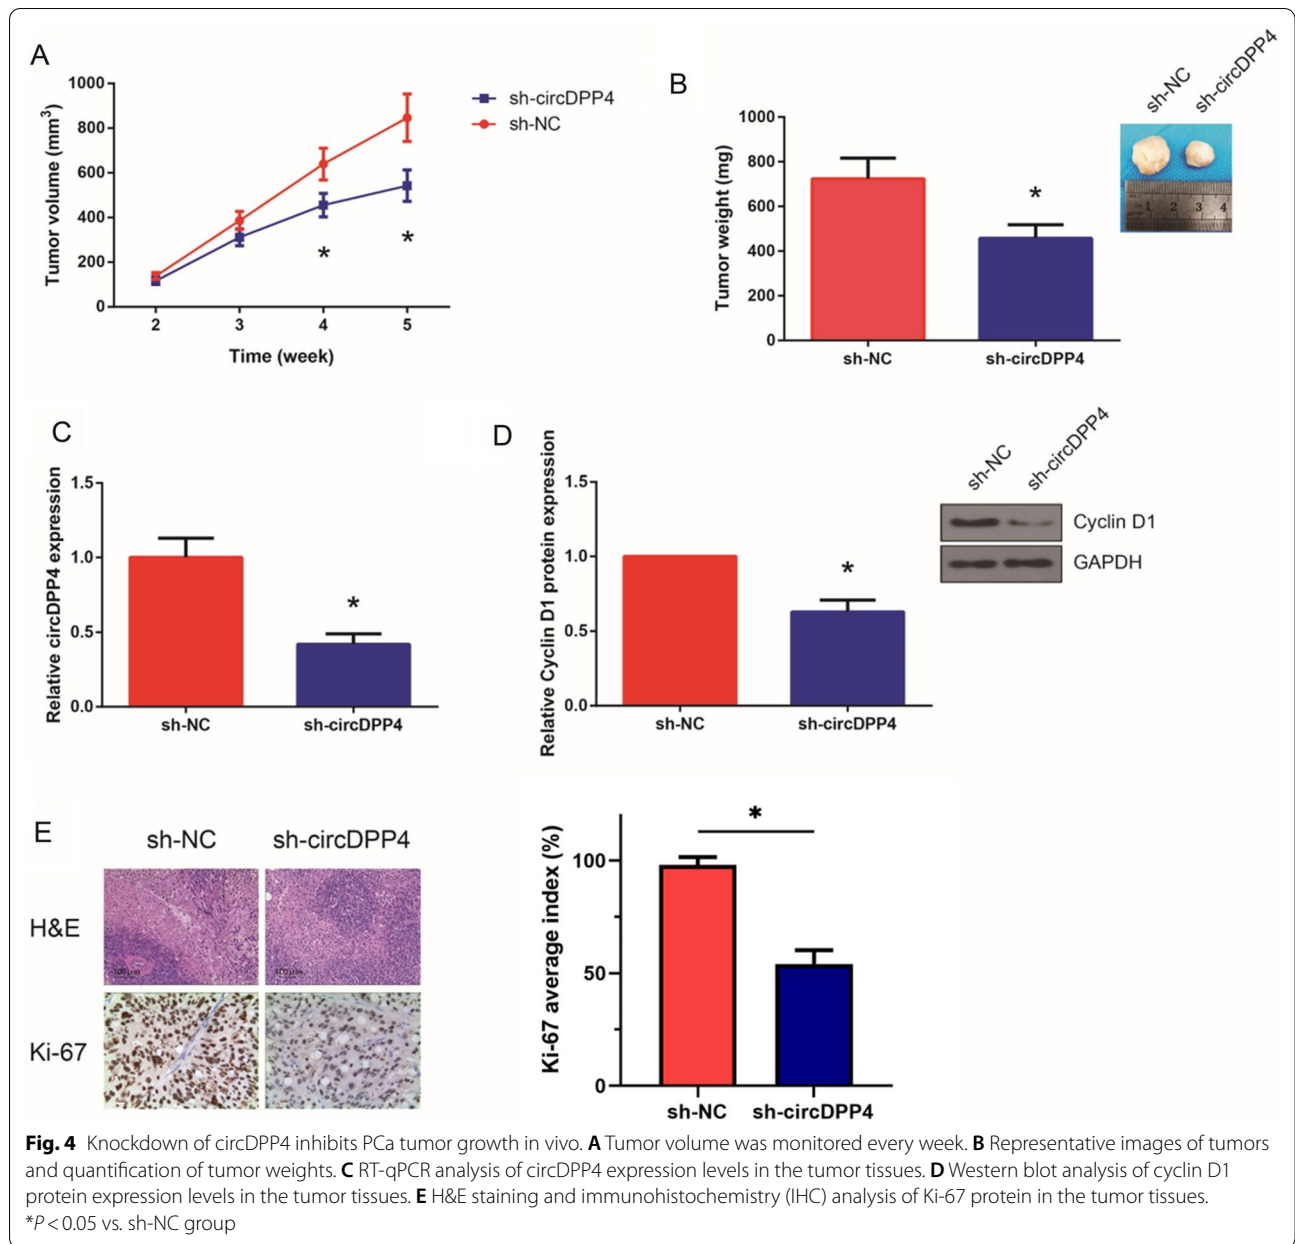 A
1000
800
600
400
200
0
Tumor volume (mm³)
2 3 4 5
Time (week)
* *
sh-circDPP4
sh-NC
B
1000
800
600
400
200
0
Tumor weight (mg)
*
sh-NC sh-circDPP4
sh-NC sh-circDPP4
1 2 3 4
C
1.5
1.0
0.5
0.0
Relative circDPP4 expression
*
sh-NC sh-circDPP4
D
1.5
1.0
0.5
0.0
Relative Cyclin D1 protein expression
*
sh-NC sh-circDPP4
sh-NC sh-circDPP4
Cyclin D1
GAPDH
E
sh-NC sh-circDPP4
H&E
100 μm 100 μm
Ki-67
100
50
0
Ki-67 average index (%)
*
sh-NC sh-circDPP4
Fig. 4 Knockdown of circDPP4 inhibits PCa tumor growth in vivo. A Tumor volume was monitored every week. B Representative images of tumors
and quantification of tumor weights. C RT-qPCR analysis of circDPP4 expression levels in the tumor tissues. D Western blot analysis of cyclin D1
protein expression levels in the tumor tissues. E H&E staining and immunohistochemistry (IHC) analysis of Ki-67 protein in the tumor tissues.
*P < 0.05 vs. sh-NC group